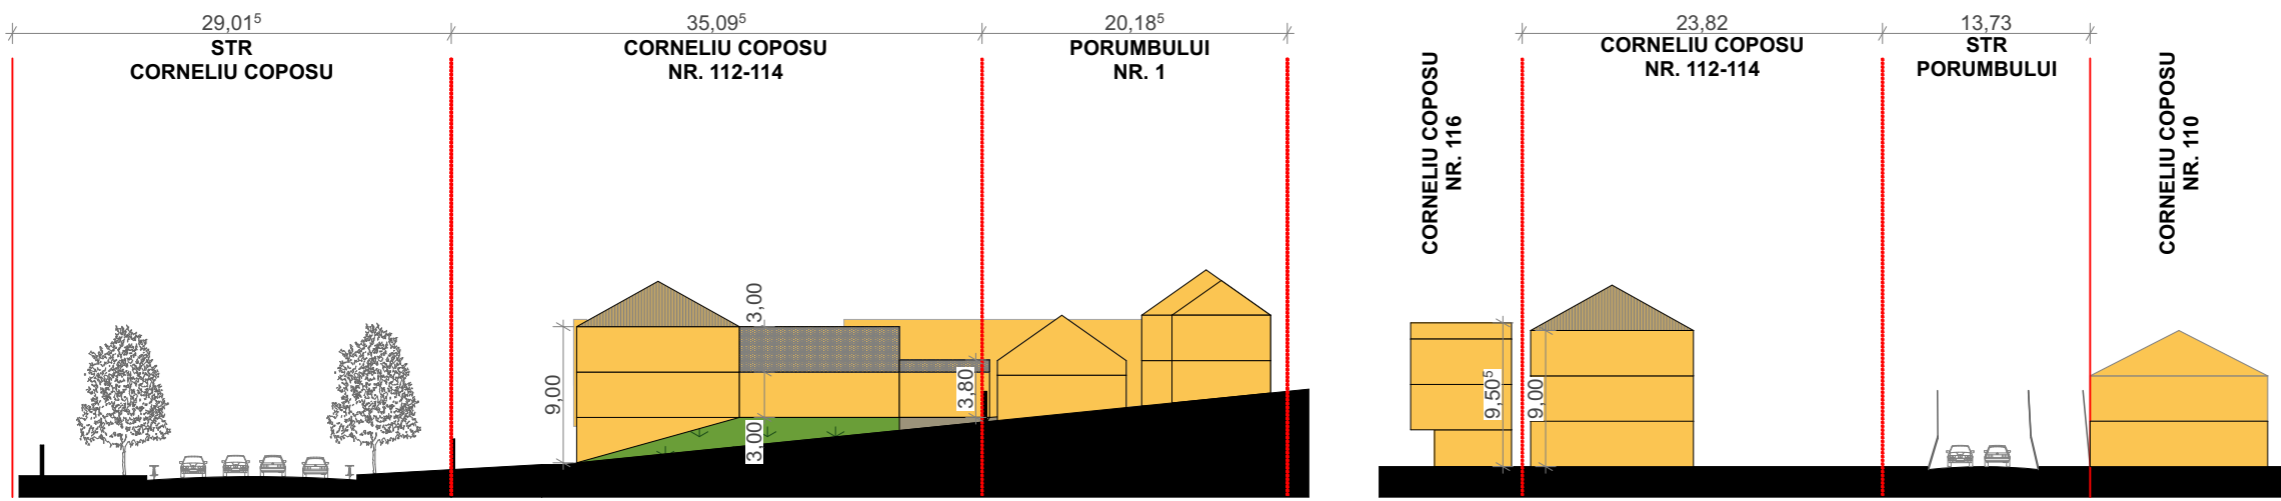 29,01⁵
STR
CORNELIU COPOSU
35,09⁵
CORNELIU COPOSU
NR. 112-114
20,18⁵
PORUMBULUI
NR. 1
9,00
3,00
3,00
3,80
CORNELIU COPOSU
NR. 116
23,82
CORNELIU COPOSU
NR. 112-114
13,73
STR
PORUMBULUI
CORNELIU COPOSU
NR. 110
9,50⁵
9,00